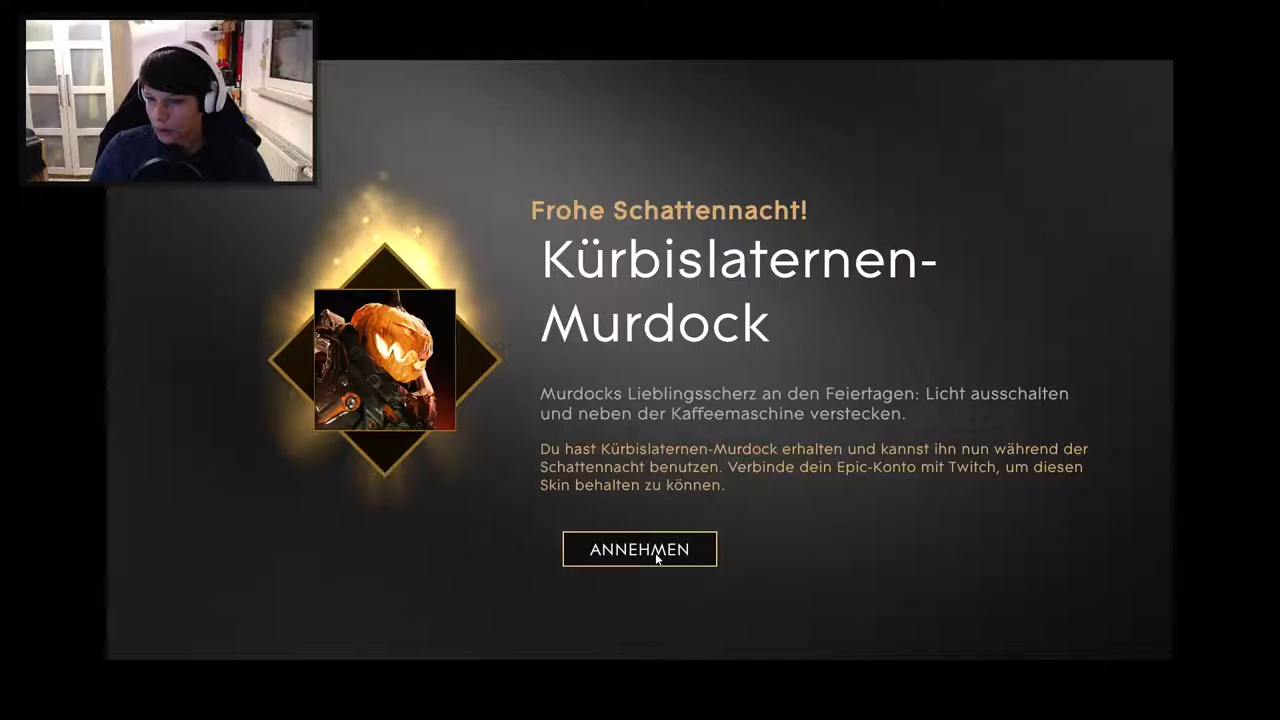 Frohe Schattennacht!
Kürbislaternen-
Murdock
Murdocks Lieblingsscherz an den Feiertagen: Licht ausschalten
und neben der Kaffeemaschine verstecken.
Du hast Kürbislaternen-Murdock erhalten und kannst ihn nun während der
Schattennacht benutzen. Verbinde dein Epic-Konto mit Twitch, um diesen
Skin behalten zu können.
ANNEHMEN